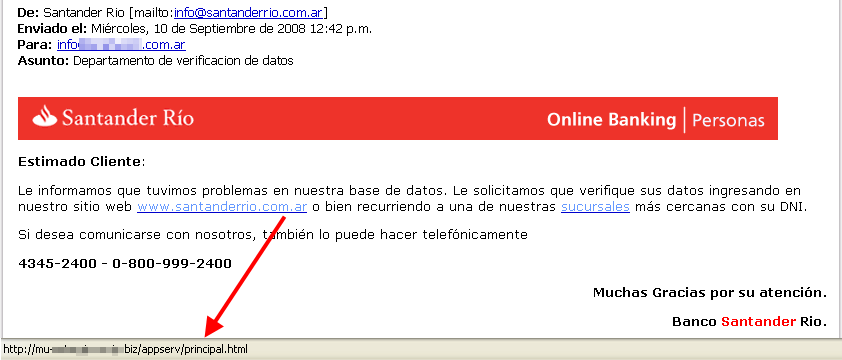 De: Santander Rio [mailto:info@santanderrio.com.ar]
Enviado el: Miércoles, 10 de Septiembre de 2008 12:42 p.m.
Para: info .com.ar
Asunto: Departamento de verificacion de datos
Santander Río
Online Banking | Personas
Estimado Cliente:
Le informamos que tuvimos problemas en nuestra base de datos. Le solicitamos que verifique sus datos ingresando en
nuestro sitio web www.santanderrio.com.ar o bien recurriendo a una de nuestras sucursales más cercanas con su DNI.
Si desea comunicarse con nosotros, también lo puede hacer telefónicamente
4345-2400 - 0-800-999-2400
Muchas Gracias por su atención.
Banco Santander Rio.
http://mu- biz/appserv/principal.html